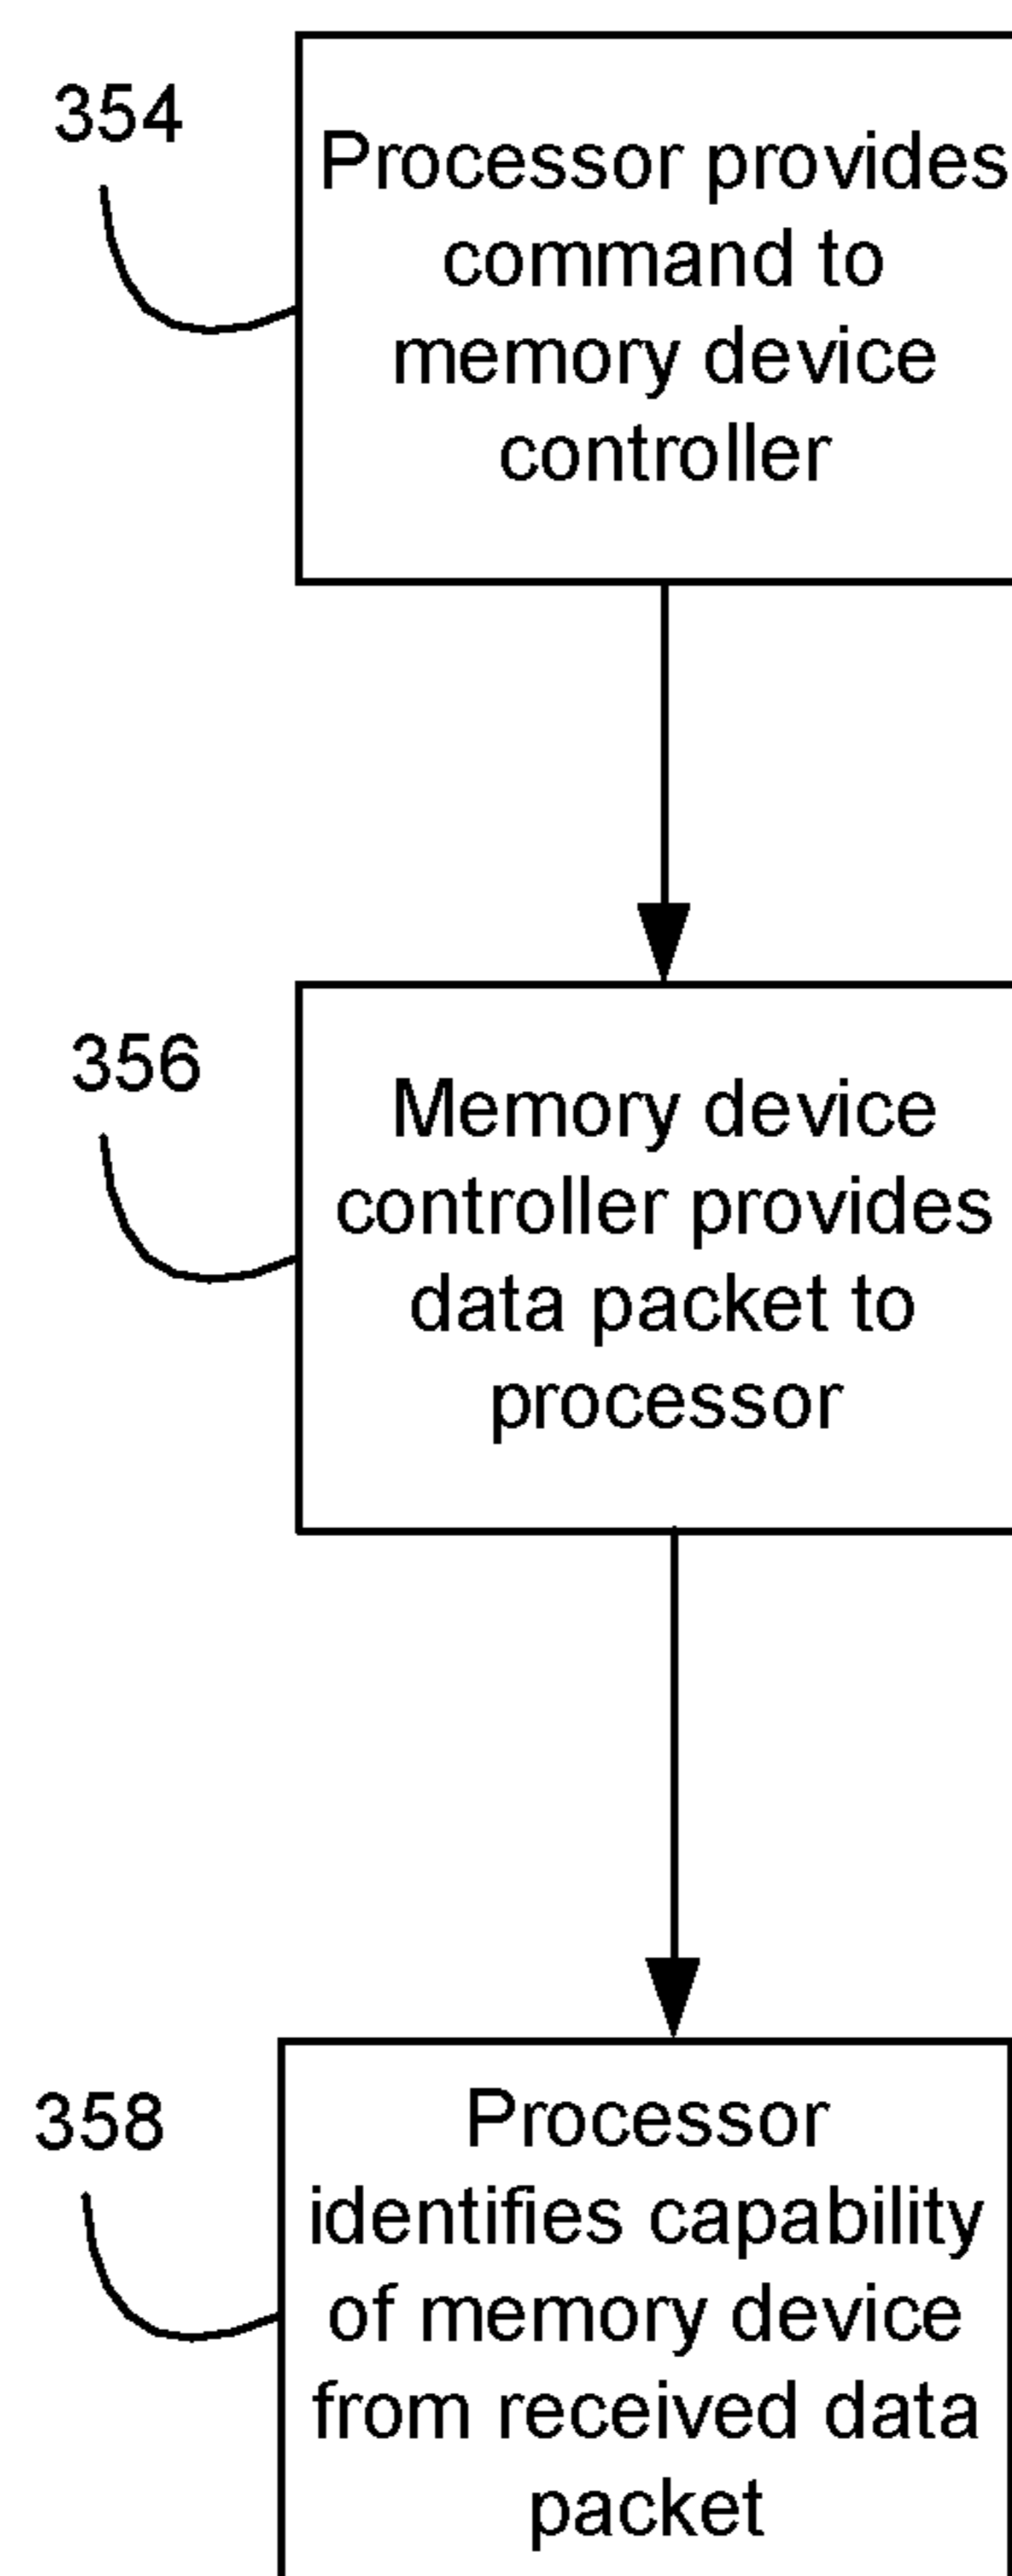 354
Processor provides
command to
memory device
controller
356
Memory device
controller provides
data packet to
processor
358
Processor
identifies capability
of memory device
from received data
packet